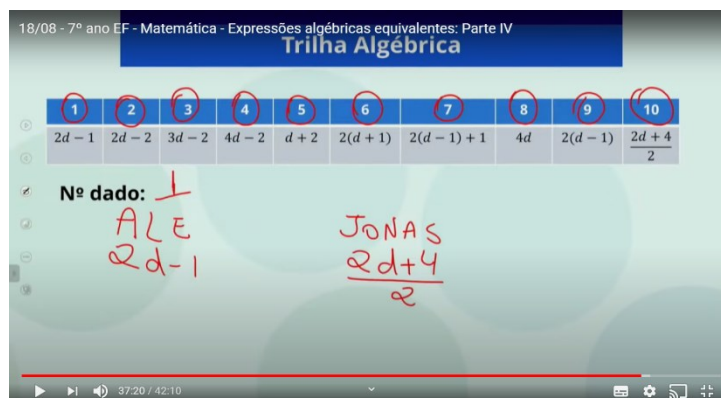 18/08 - 7º ano EF - Matemática - Expressões algébricas equivalentes: Parte IV
Trilha Algébrica
1 2 3 4 5 6 7 8 9 10
2d − 1 2d − 2 3d − 2 4d − 2 d + 2 2(d + 1) 2(d − 1) + 1 4d 2(d − 1) 2d + 4
2
Nº dado: 1
ALE JONAS
2d-1 2d+4
2
37:20 / 42:10